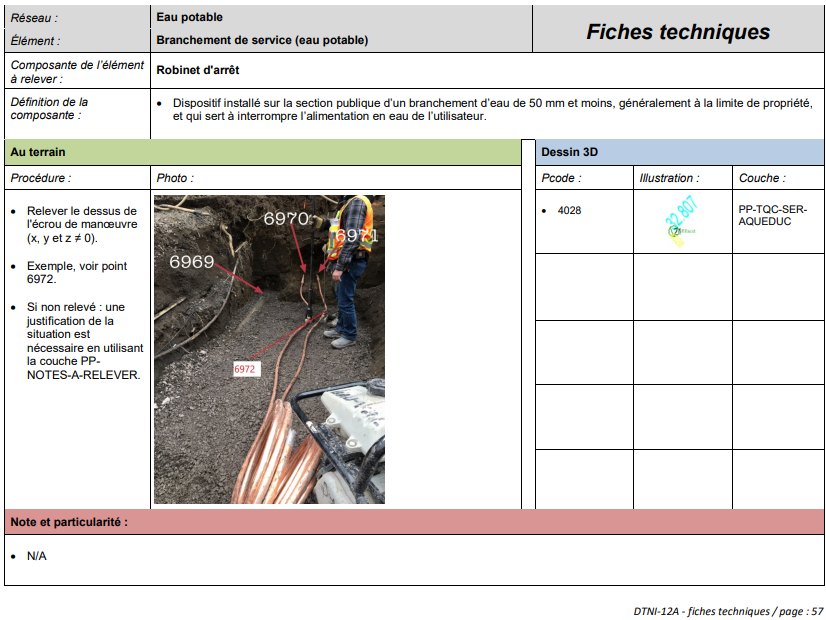 Réseau :
Eau potable
Élément :
Branchement de service (eau potable)
Fiches techniques
Composante de l'élément
à relever :
Robinet d'arrêt
Définition de la
composante :
• Dispositif installé sur la section publique d'un branchement d'eau de 50 mm et moins, généralement à la limite de propriété,
et qui sert à interrompre l'alimentation en eau de l'utilisateur.
Au terrain
Procédure :
Photo :
• Relever le dessus de
l'écrou de manœuvre
(x, y et z ≠ 0).
• Exemple, voir point
6972.
• Si non relevé : une
justification de la
situation est
nécessaire en utilisant
la couche PP-
NOTES-A-RELEVER.
6970
6971
6969
6972
Dessin 3D
Pcode :
Illustration :
Couche :
• 4028
32.807
PP-TQC-SER-
AQUEDUC
Note et particularité :
• N/A
DTNI-12A - fiches techniques / page : 57